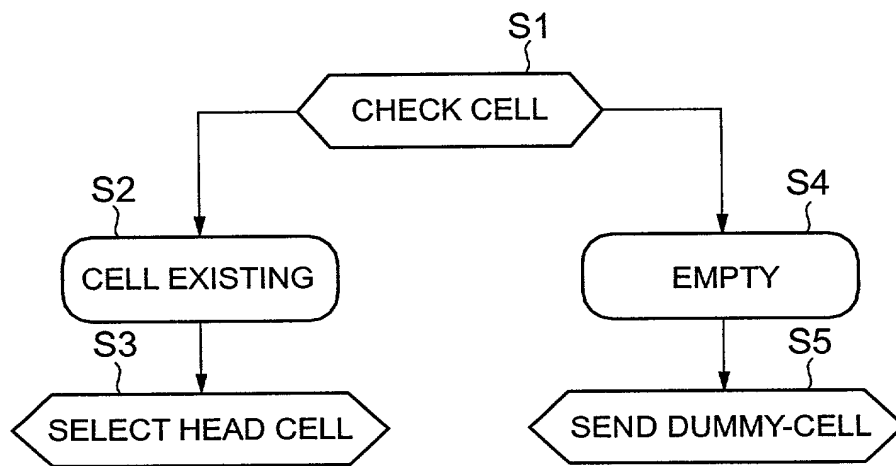 S1
CHECK CELL
S2
S4
CELL EXISTING
EMPTY
S3
S5
SELECT HEAD CELL
SEND DUMMY-CELL